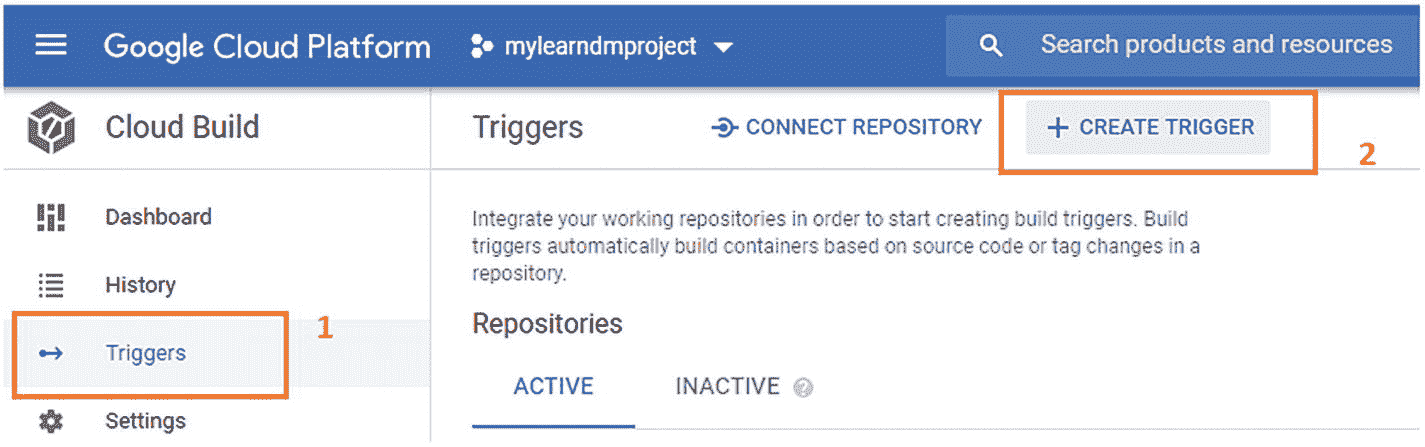 Google Cloud Platform
mylearndmproject
Search products and resources
Cloud Build
Triggers
CONNECT REPOSITORY
+ CREATE TRIGGER
2
Dashboard
History
Triggers
1
Settings
Integrate your working repositories in order to start creating build triggers. Build
triggers automatically build containers based on source code or tag changes in a
repository.
Repositories
ACTIVE
INACTIVE
?